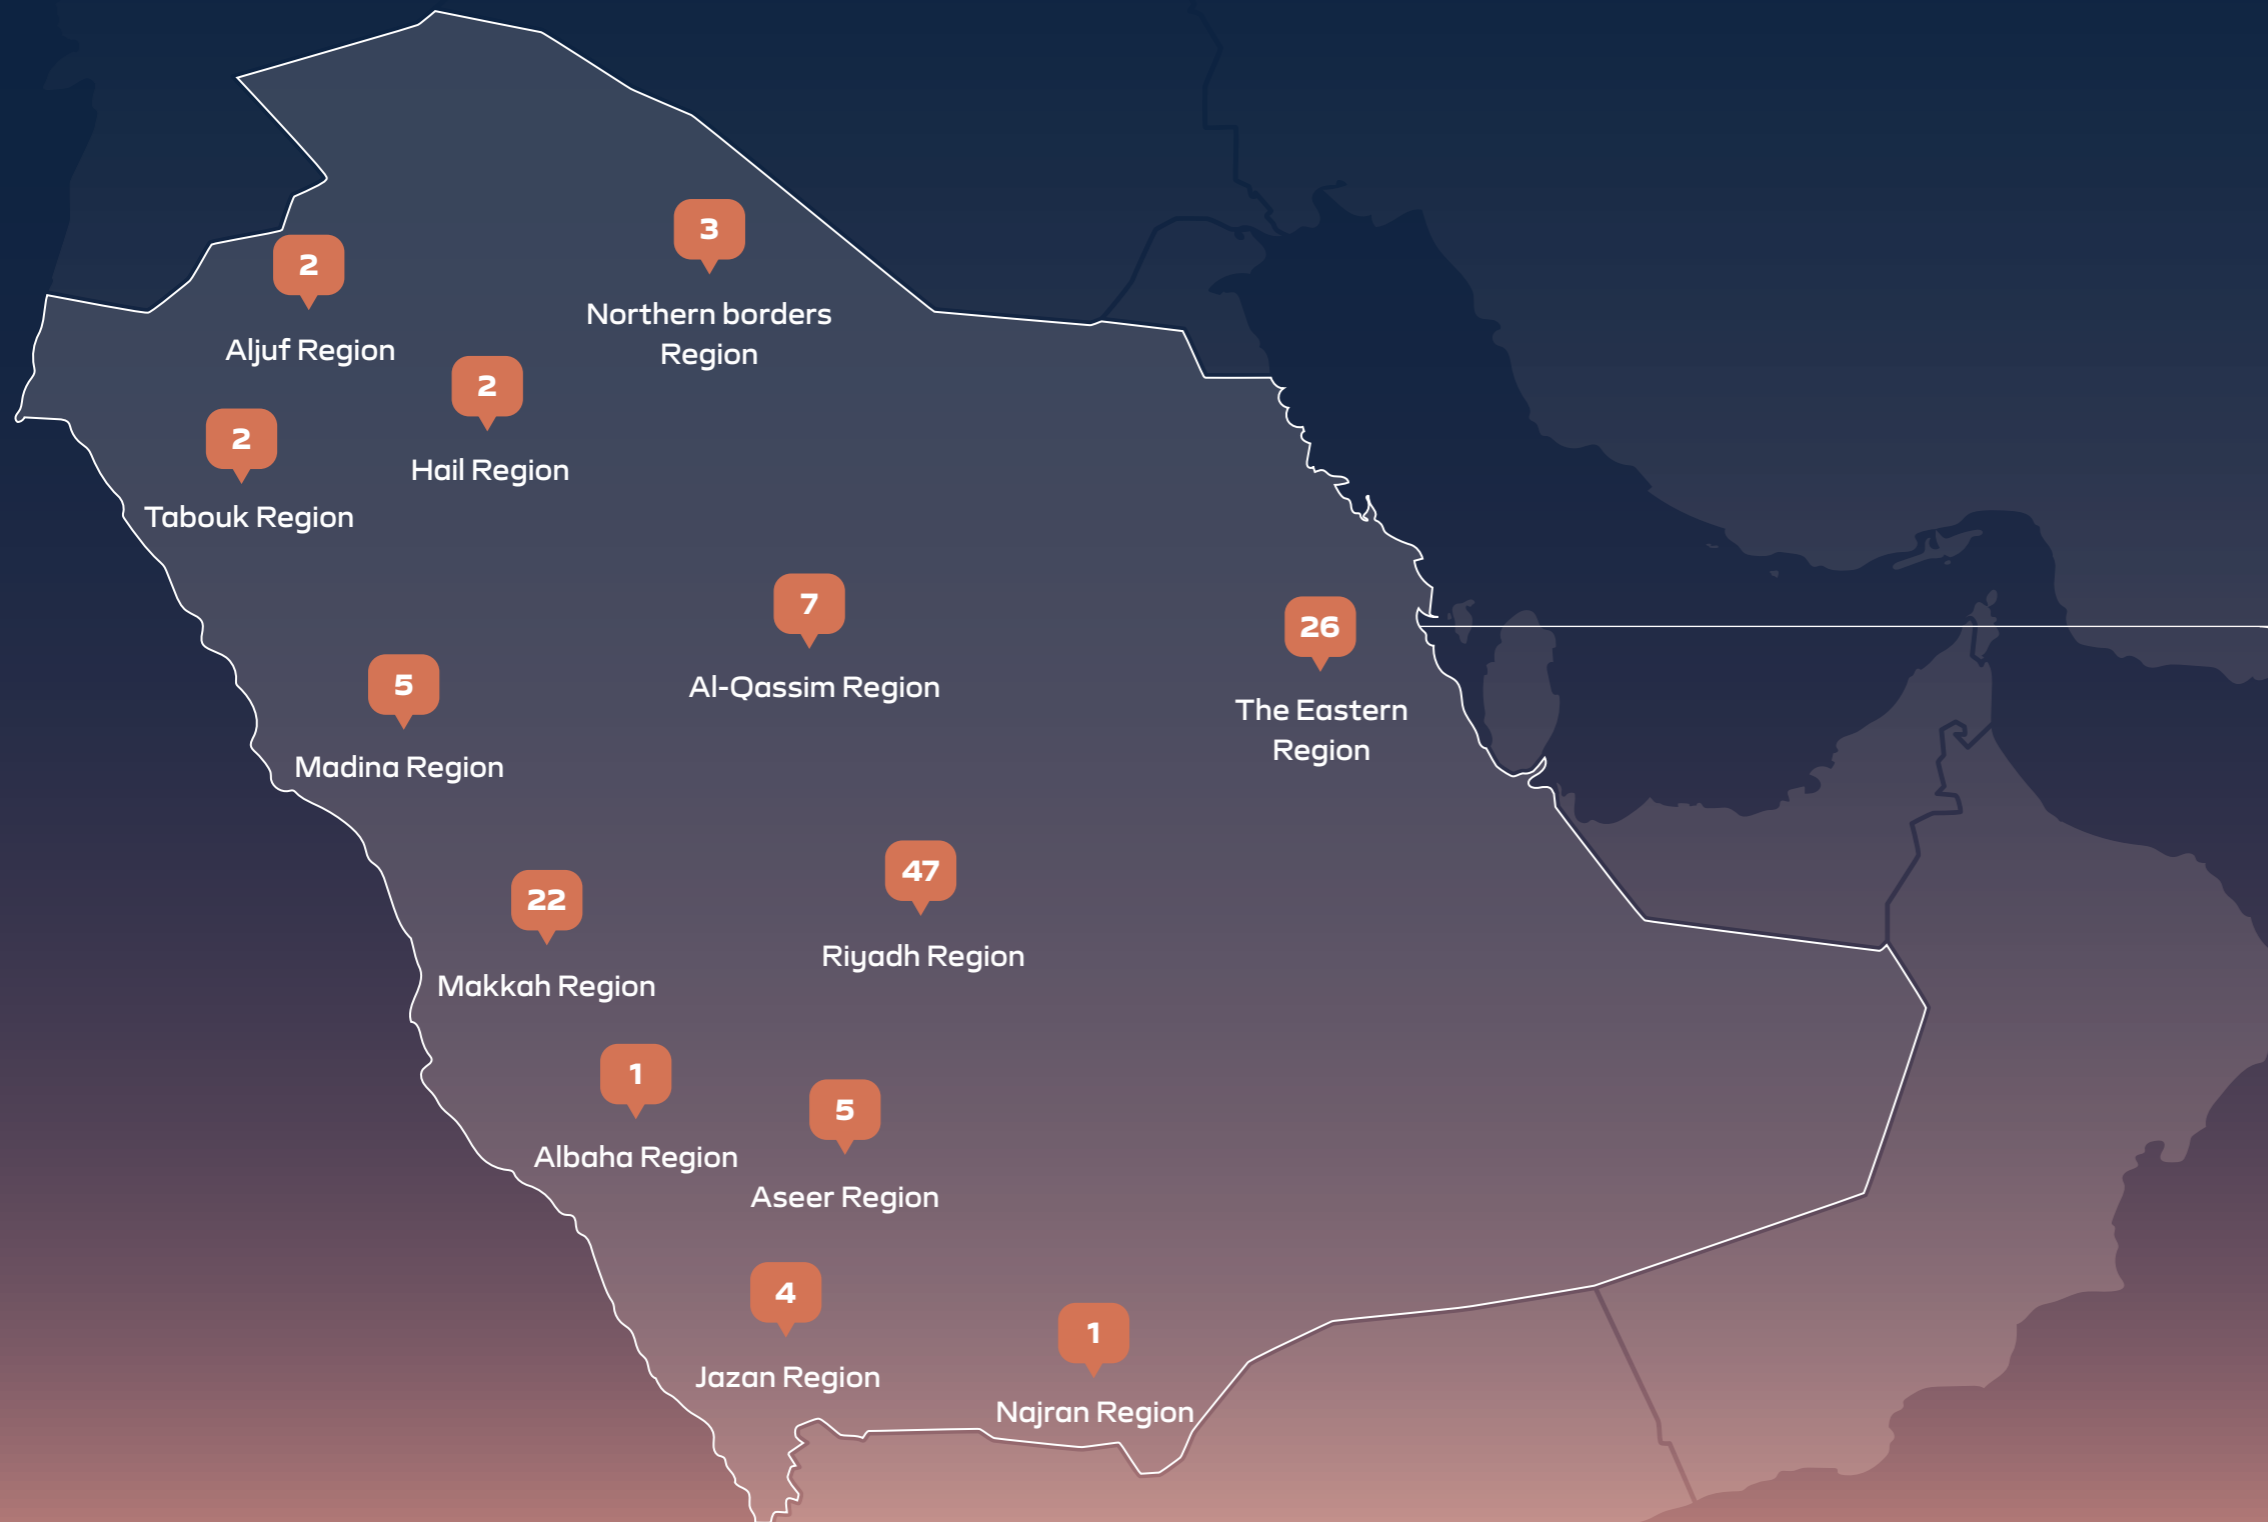 3
Northern borders
Region
2
Aljuf Region
2
Hail Region
2
Tabouk Region
7
Al-Qassim Region
26
The Eastern
Region
5
Madina Region
47
Riyadh Region
22
Makkah Region
1
Albaha Region
5
Aseer Region
4
Jazan Region
1
Najran Region